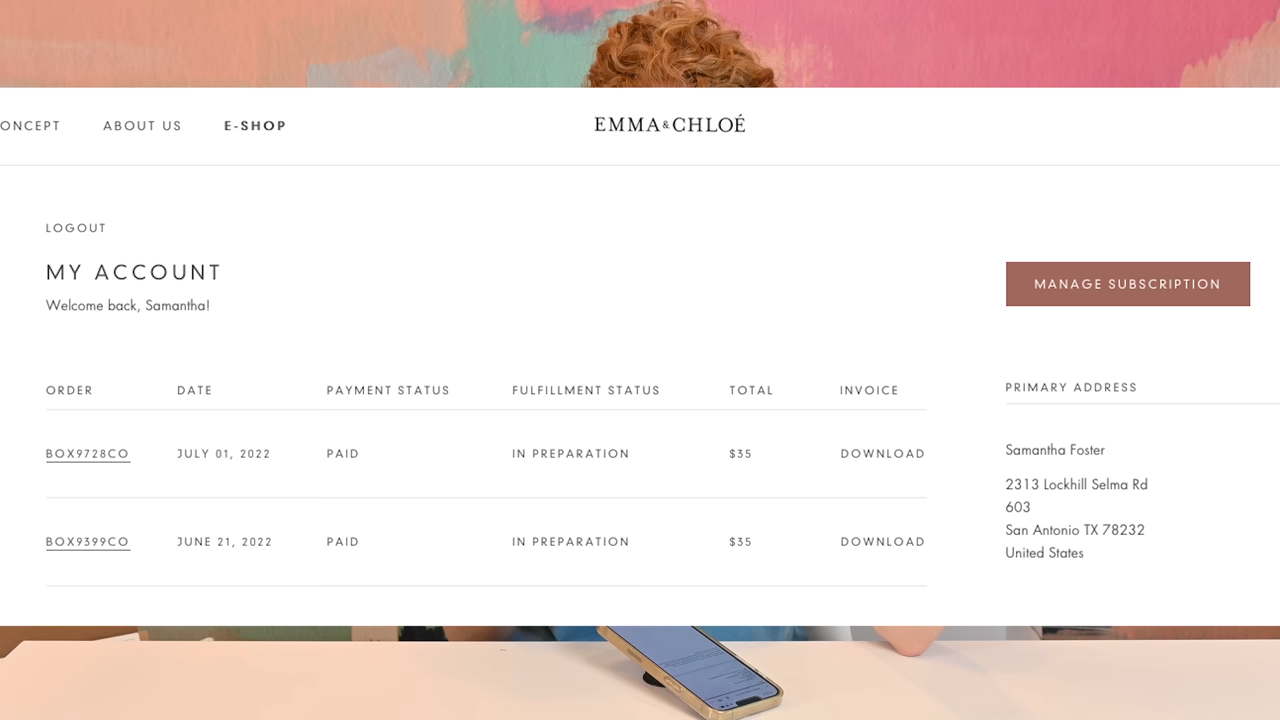 ONCEPT ABOUT US E-SHOP EMMA&CHLOÉ
LOGOUT
MY ACCOUNT
Welcome back, Samantha!
MANAGE SUBSCRIPTION
ORDER DATE PAYMENT STATUS FULFILLMENT STATUS TOTAL INVOICE
BOX9728CO JULY 01, 2022 PAID IN PREPARATION $35 DOWNLOAD
BOX9399CO JUNE 21, 2022 PAID IN PREPARATION $35 DOWNLOAD
PRIMARY ADDRESS
Samantha Foster
2313 Lockhill Selma Rd
603
San Antonio TX 78232
United States